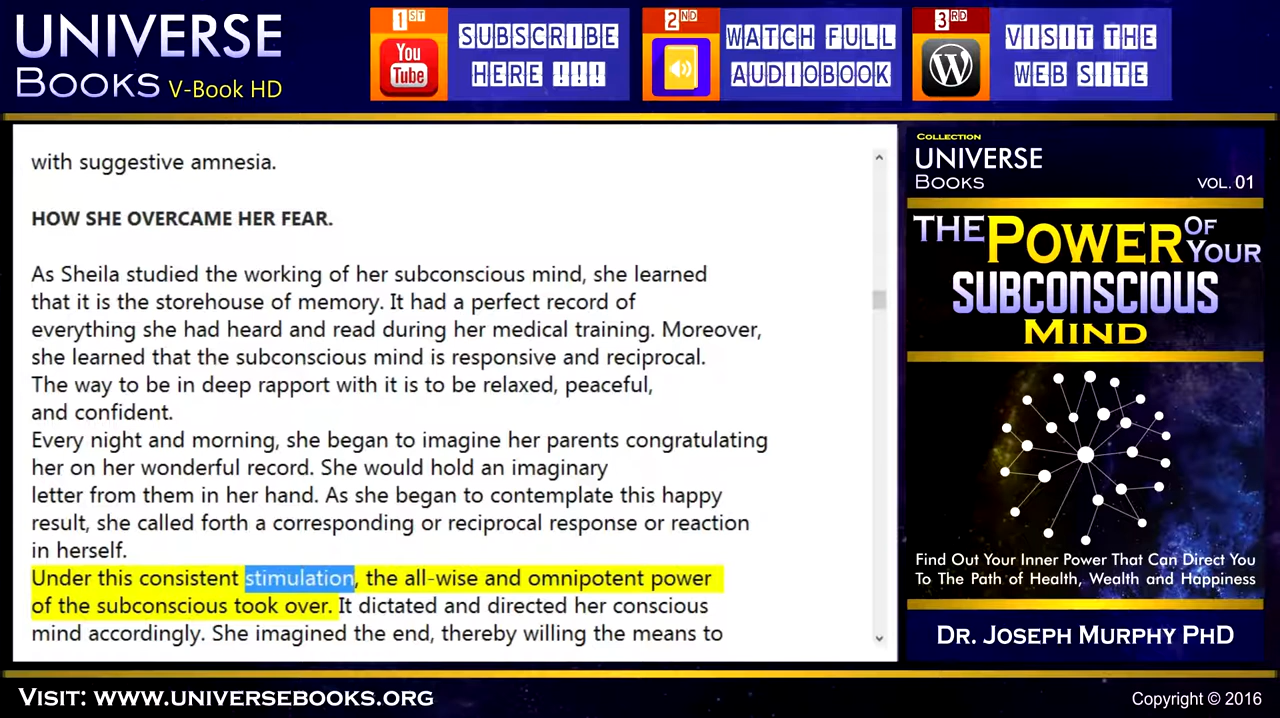 UNIVERSE
BOOKS V-Book HD
1ST
You
Tube
SUBSCRIBE
HERE !!!
2ND
WATCH FULL
AUDIOBOOK
3RD
VISIT THE
WEB SITE
with suggestive amnesia.
HOW SHE OVERCAME HER FEAR.
As Sheila studied the working of her subconscious mind, she learned
that it is the storehouse of memory. It had a perfect record of
everything she had heard and read during her medical training. Moreover,
she learned that the subconscious mind is responsive and reciprocal.
The way to be in deep rapport with it is to be relaxed, peaceful,
and confident.
Every night and morning, she began to imagine her parents congratulating
her on her wonderful record. She would hold an imaginary
letter from them in her hand. As she began to contemplate this happy
result, she called forth a corresponding or reciprocal response or reaction
in herself.
Under this consistent stimulation, the all-wise and omnipotent power
of the subconscious took over. It dictated and directed her conscious
mind accordingly. She imagined the end, thereby willing the means to
COLLECTION
UNIVERSE
BOOKS
VOL. 01
THE POWER OF
YOUR
SUBCONSCIOUS
MIND
Find Out Your Inner Power That Can Direct You
To The Path of Health, Wealth and Happiness
DR. JOSEPH MURPHY PHD
VISIT: WWW.UNIVERSEBOOKS.ORG
Copyright © 2016